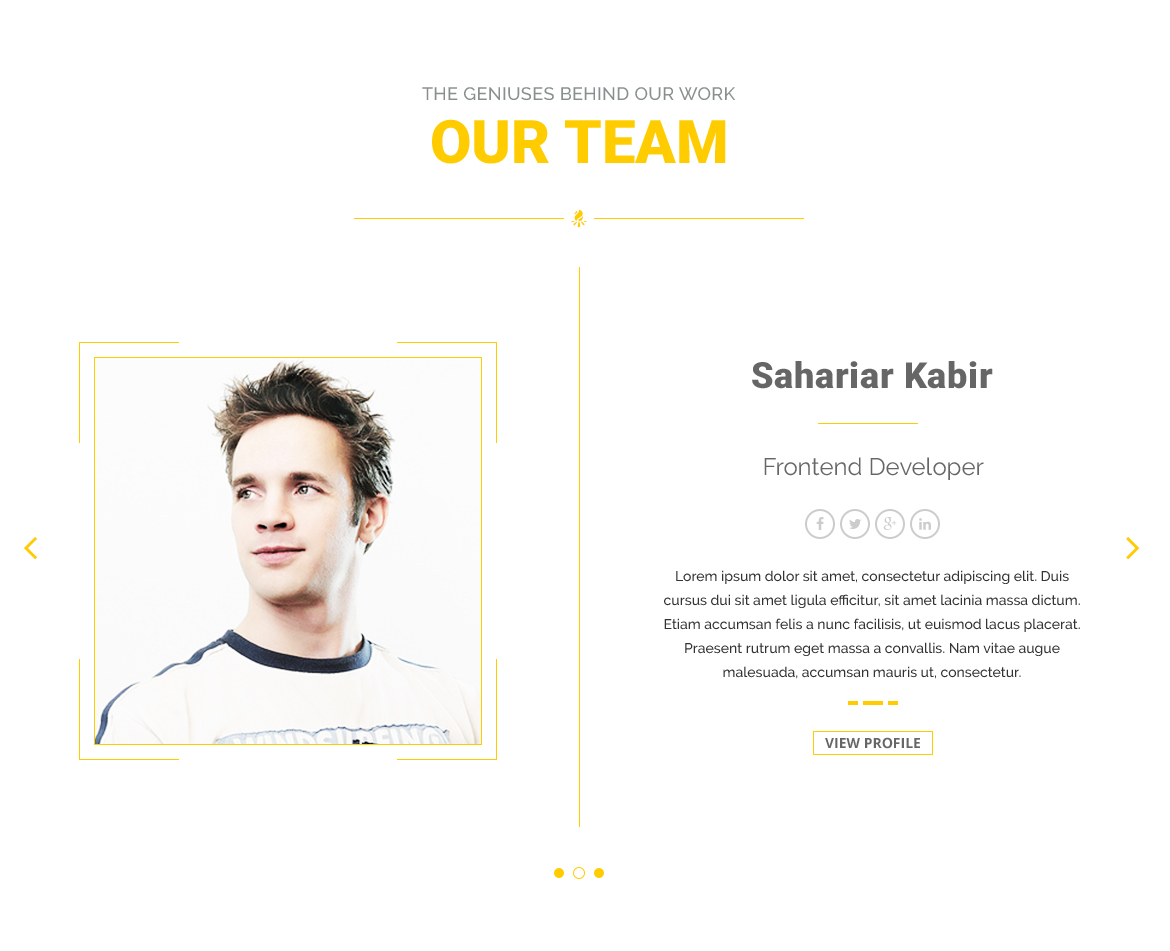 THE GENIUSES BEHIND OUR WORK
OUR TEAM
Sahariar Kabir
Frontend Developer
Lorem ipsum dolor sit amet, consectetur adipiscing elit. Duis
cursus dui sit amet ligula efficitur, sit amet lacinia massa dictum.
Etiam accumsan felis a nunc facilisis, ut euismod lacus placerat.
Praesent rutrum eget massa a convallis. Nam vitae augue
malesuada, accumsan mauris ut, consectetur.
VIEW PROFILE